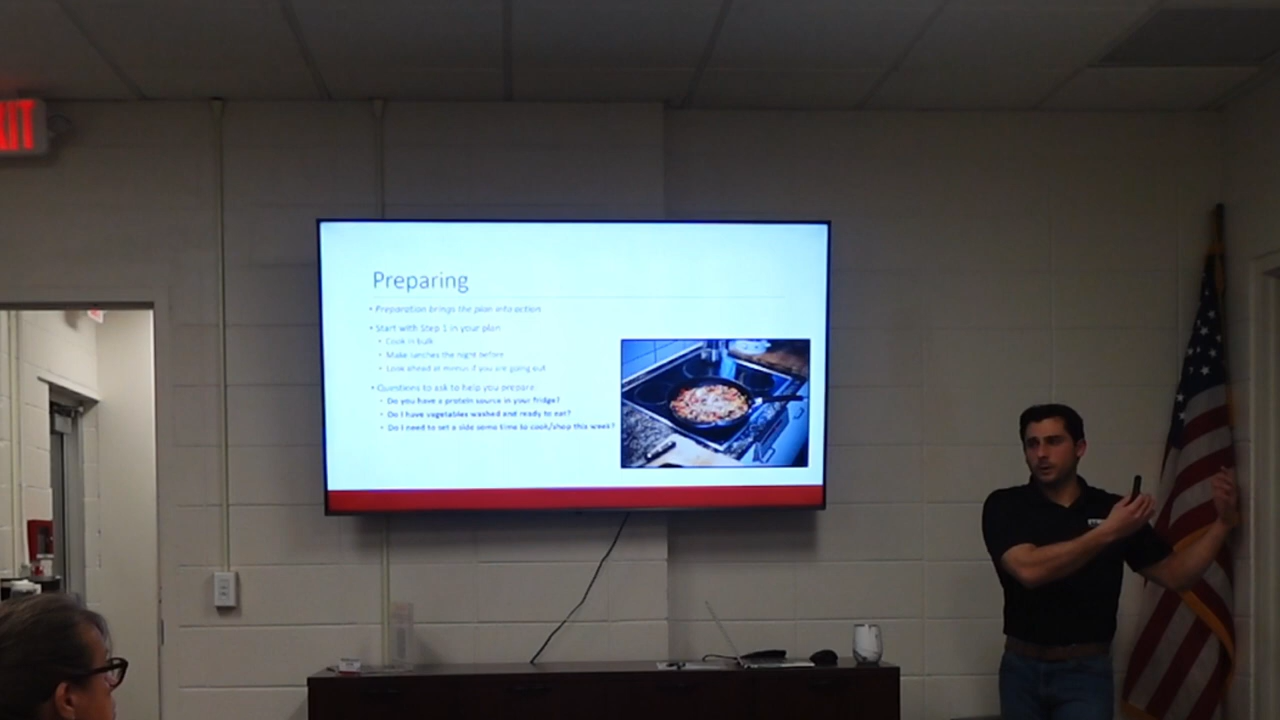 XIT
Preparing
• Preparation brings the plan into action
• Start with Step 1 in your plan
• Cook in bulk
• Make lunches the night before
• Look ahead at menus if you are going out
• Questions to ask to help you prepare:
• Do you have a protein source in your fridge?
• Do I have vegetables washed and ready to eat?
• Do I need to set a side some time to cook/shop this week?